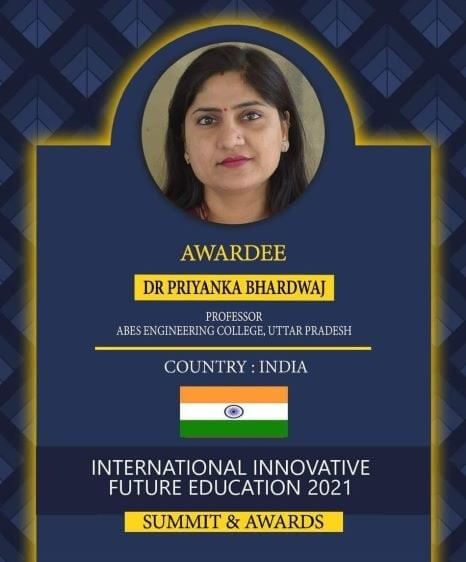 AWARDEE
DR PRIYANKA BHARDWAJ
PROFESSOR
ABES ENGINEERING COLLEGE, UTTAR PRADESH
COUNTRY : INDIA
INTERNATIONAL INNOVATIVE
FUTURE EDUCATION 2021
SUMMIT & AWARDS